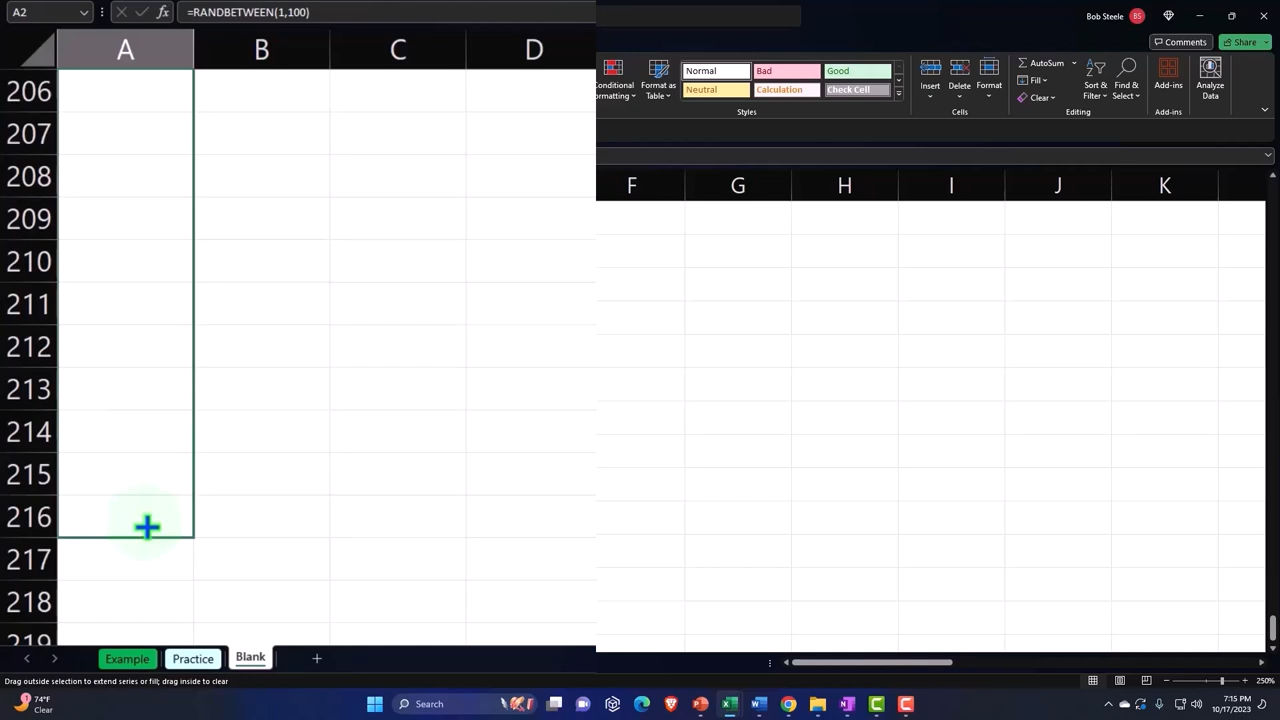 Bob Steele BS
A2 =RANDBETWEEN(1,100)
Comments Share
Conditional Formatting Format as Table
Normal Bad Good
Neutral Calculation Check Cell
Styles
Insert Delete Format
Cells
AutoSum
Fill
Clear
Sort & Filter Find & Select
Editing
Add-ins
Add-ins
Analyze Data
A B C D
F G H I J K
206
207
208
209
210
211
212
213
214
215
216
217
218
219
Example Practice Blank
Drag outside selection to extend series or fill; drag inside to clear
250%
74°F
Clear
Search
7:15 PM
10/17/2023